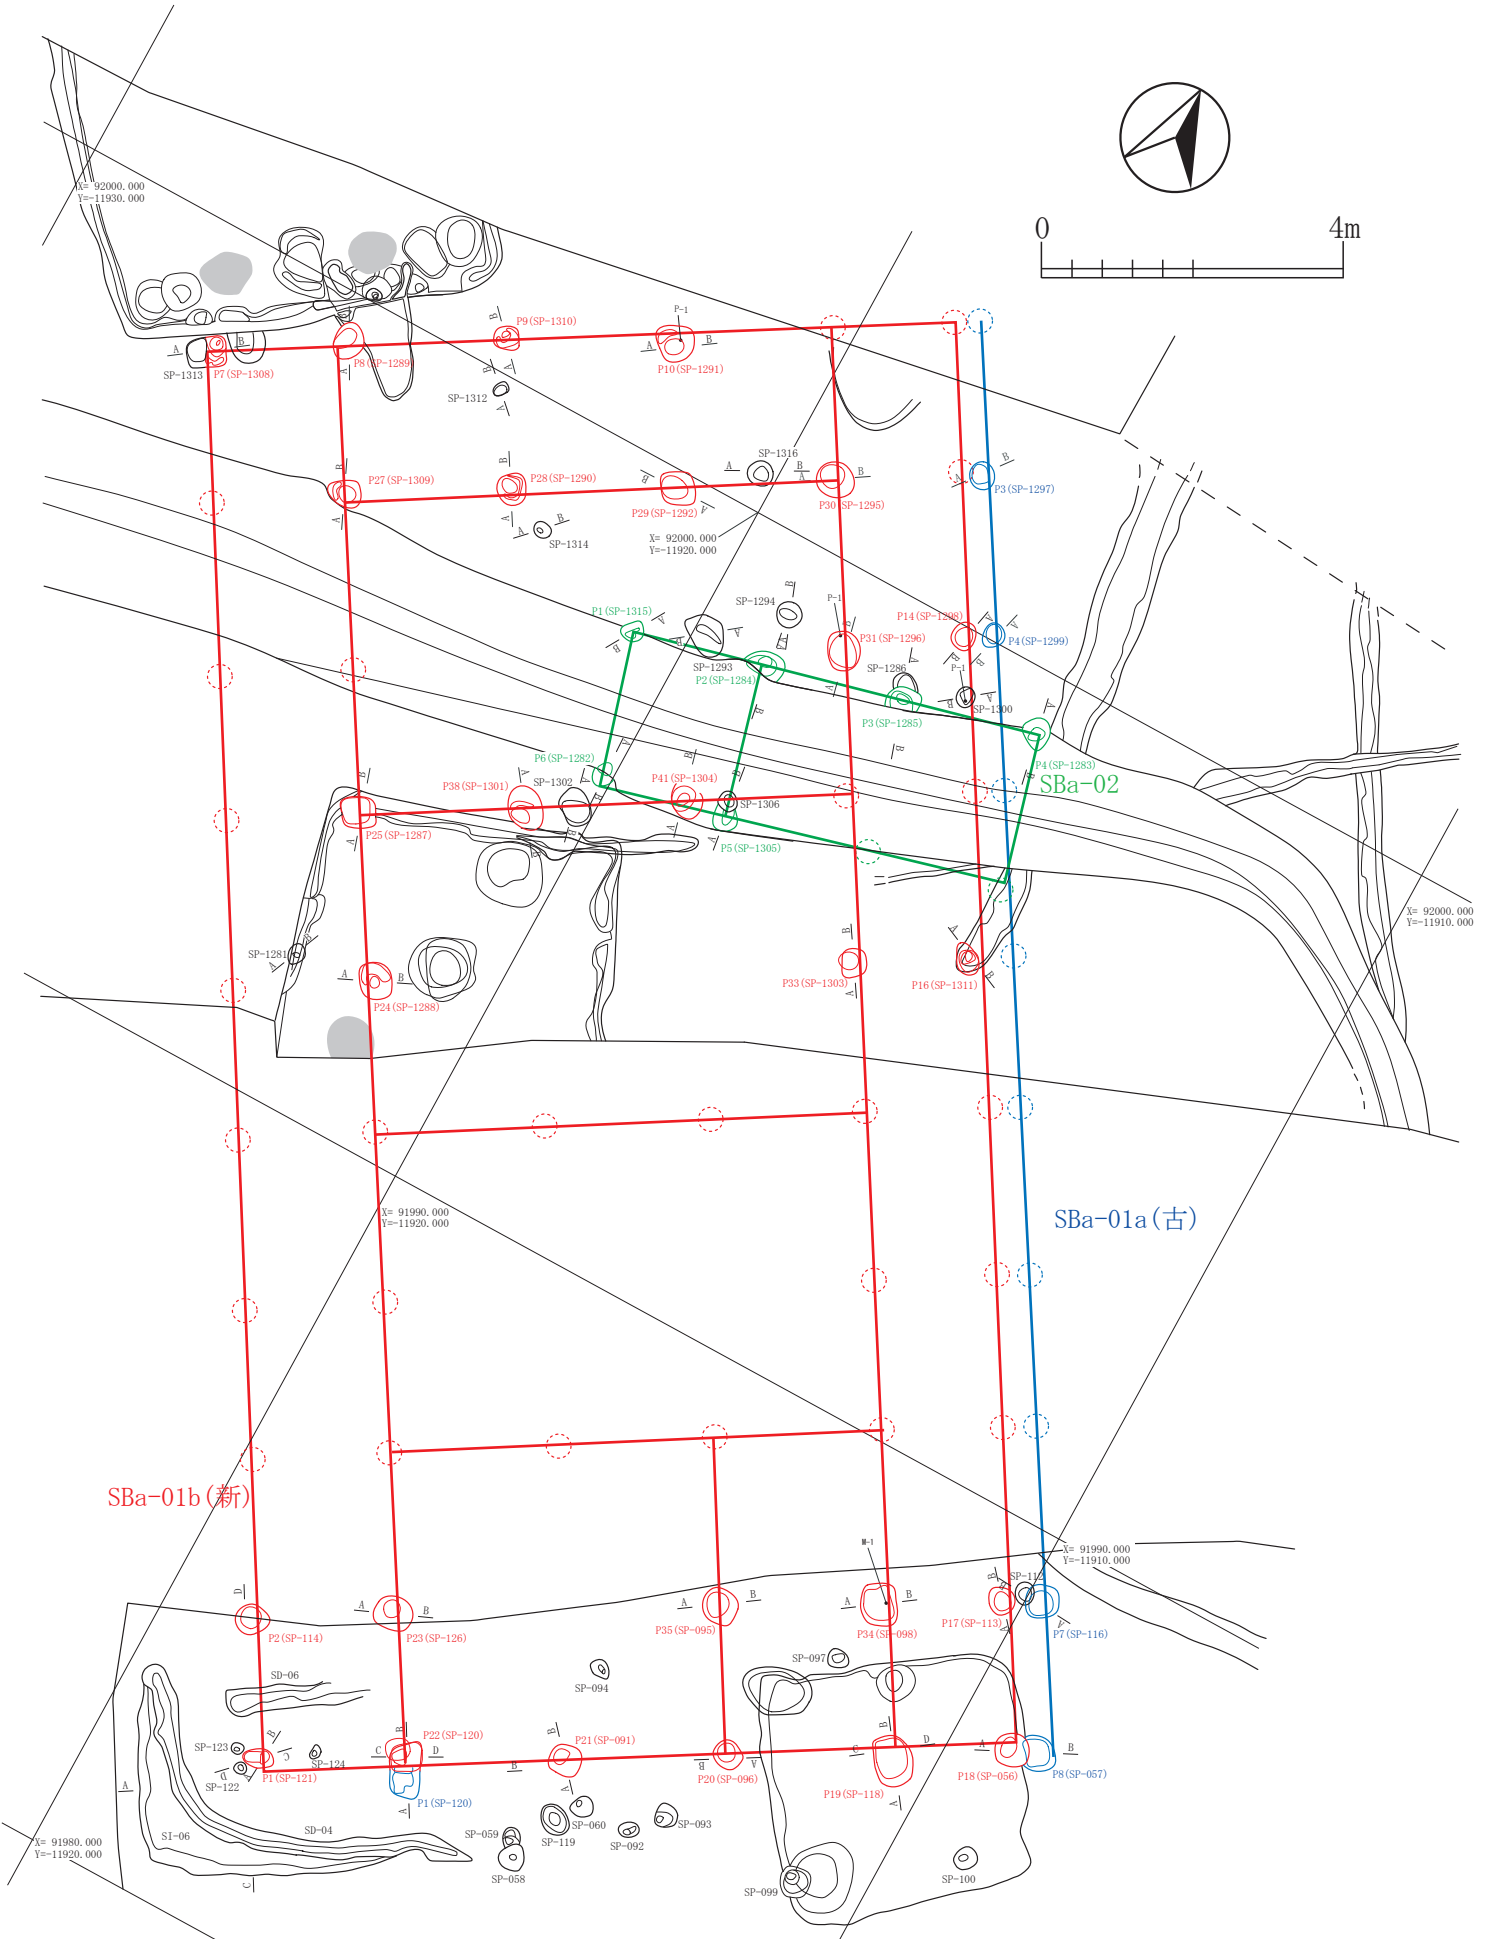 0 4m
X= 92000.000
Y=-11930.000
P-1
P9(SP-1310)
SP-1313
P7(SP-1308)
P8(SP-1289)
P10(SP-1291)
SP-1312
SP-1316
P27(SP-1309)
P28(SP-1290)
P29(SP-1292)
P30(SP-1295)
P3(SP-1297)
SP-1314
X= 92000.000
Y=-11920.000
P1(SP-1315)
SP-1294
P-1
P14(SP-1298)
P31(SP-1296)
P4(SP-1299)
SP-1293
P2(SP-1284)
SP-1286
P-1
SP-1300
P3(SP-1285)
P6(SP-1282)
P4(SP-1283)
SBa-02
P38(SP-1301)
SP-1302
P41(SP-1304)
SP-1306
P25(SP-1287)
P5(SP-1305)
X= 92000.000
Y=-11910.000
SP-1281
P24(SP-1288)
P33(SP-1303)
P16(SP-1311)
X= 91990.000
Y=-11920.000
SBa-01a(古)
SBa-01b(新)
M-1
X= 91990.000
Y=-11910.000
SP-112
P2(SP-114)
P23(SP-126)
P35(SP-095)
P34(SP-098)
P17(SP-113)
P7(SP-116)
SP-097
SD-06
SP-094
SP-123
SP-124
P22(SP-120)
P21(SP-091)
SP-122
P1(SP-121)
P20(SP-096)
P19(SP-118)
P18(SP-056)
P8(SP-057)
P1(SP-120)
SI-06
SD-04
SP-059
SP-119
SP-060
SP-092
SP-093
SP-058
SP-099
SP-100
X= 91980.000
Y=-11920.000